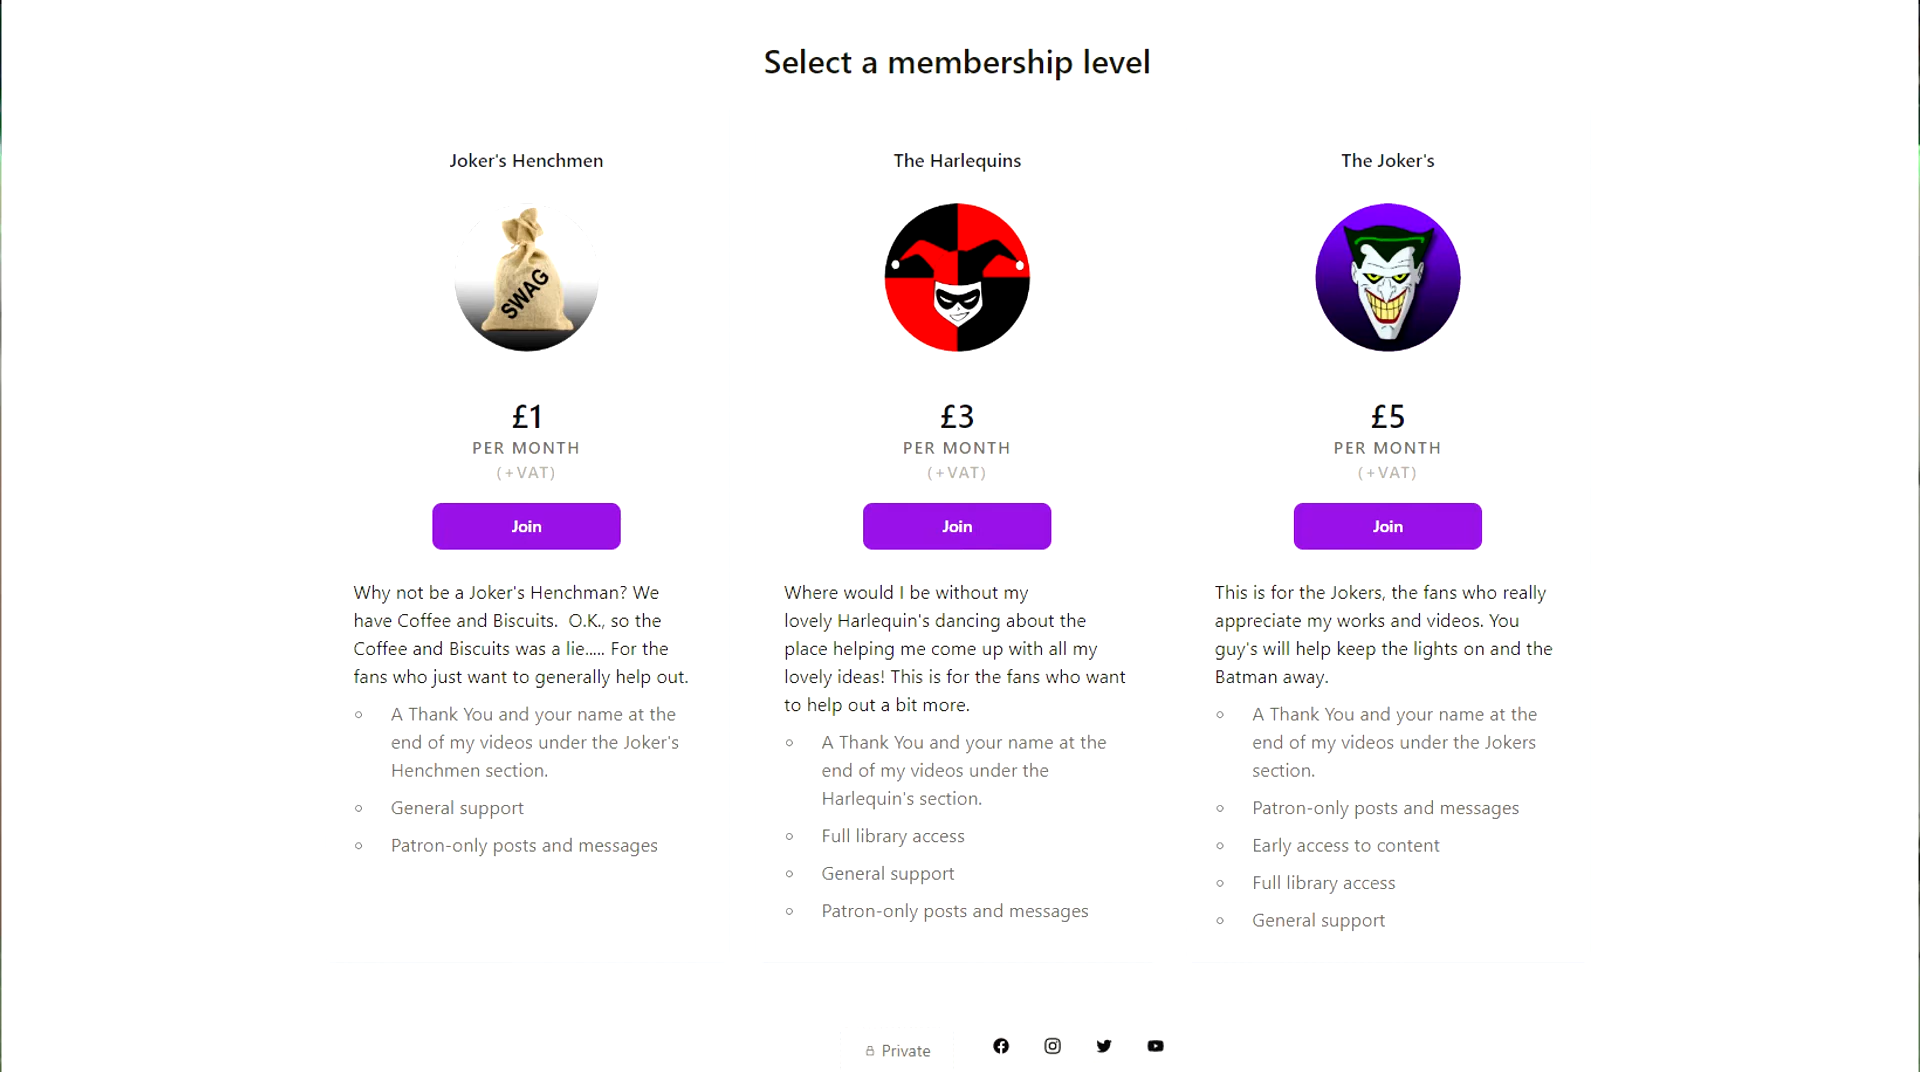 Select a membership level
Joker's Henchmen
SWAG
£1
PER MONTH
(+VAT)
Join
Why not be a Joker's Henchman? We
have Coffee and Biscuits.  O.K., so the
Coffee and Biscuits was a lie..... For the
fans who just want to generally help out.
A Thank You and your name at the
end of my videos under the Joker's
Henchmen section.
General support
Patron-only posts and messages
The Harlequins
£3
PER MONTH
(+VAT)
Join
Where would I be without my
lovely Harlequin's dancing about the
place helping me come up with all my
lovely ideas! This is for the fans who want
to help out a bit more.
A Thank You and your name at the
end of my videos under the
Harlequin's section.
Full library access
General support
Patron-only posts and messages
The Joker's
£5
PER MONTH
(+VAT)
Join
This is for the Jokers, the fans who really
appreciate my works and videos. You
guy's will help keep the lights on and the
Batman away.
A Thank You and your name at the
end of my videos under the Jokers
section.
Patron-only posts and messages
Early access to content
Full library access
General support
Private